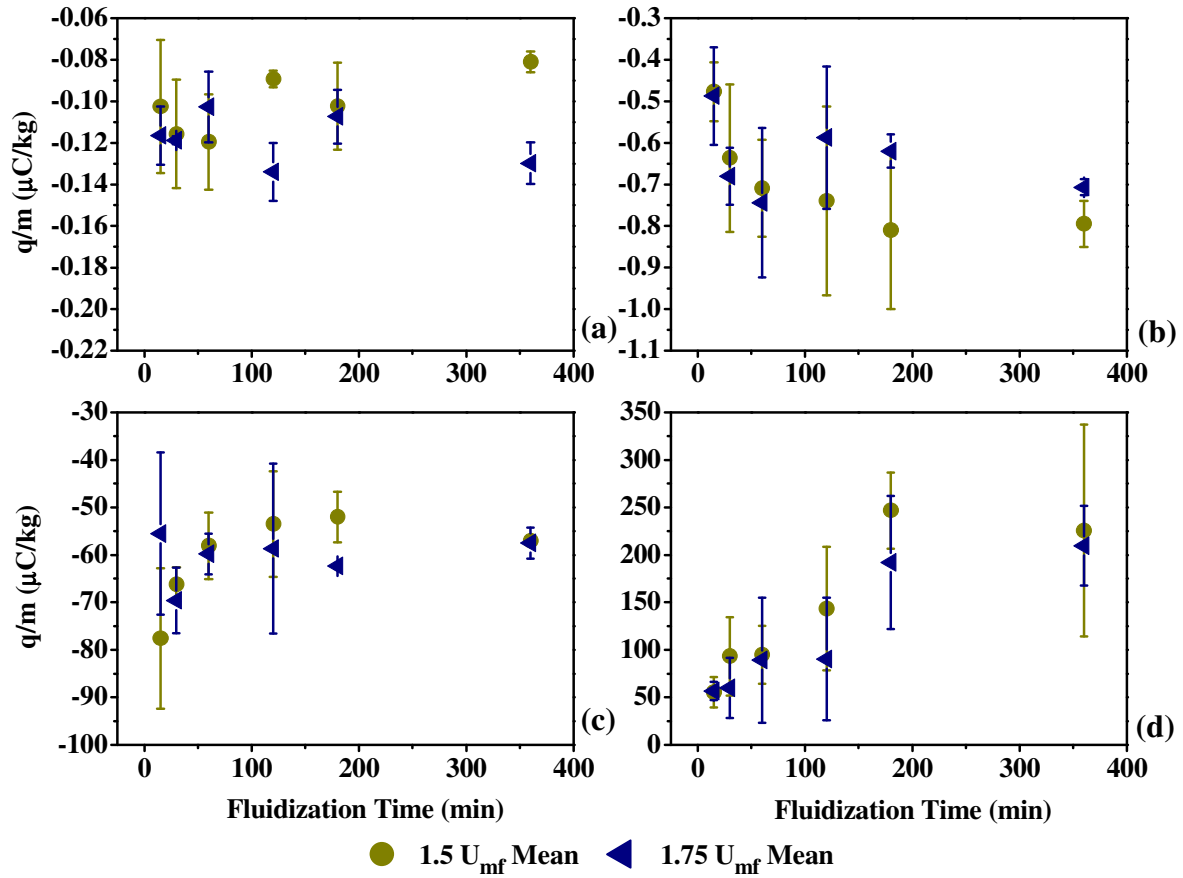 -0.06
-0.08
-0.10
-0.12
-0.14
-0.16
-0.18
-0.20
-0.22
q/m (μC/kg)
0 100 200 300 400
(a)
-0.3
-0.4
-0.5
-0.6
-0.7
-0.8
-0.9
-1.0
-1.1
0 100 200 300 400
(b)
-30
-40
-50
-60
-70
-80
-90
-100
q/m (μC/kg)
0 100 200 300 400
Fluidization Time (min)
(c)
350
300
250
200
150
100
50
0
0 100 200 300 400
Fluidization Time (min)
(d)
1.5 Umf Mean 1.75 Umf Mean